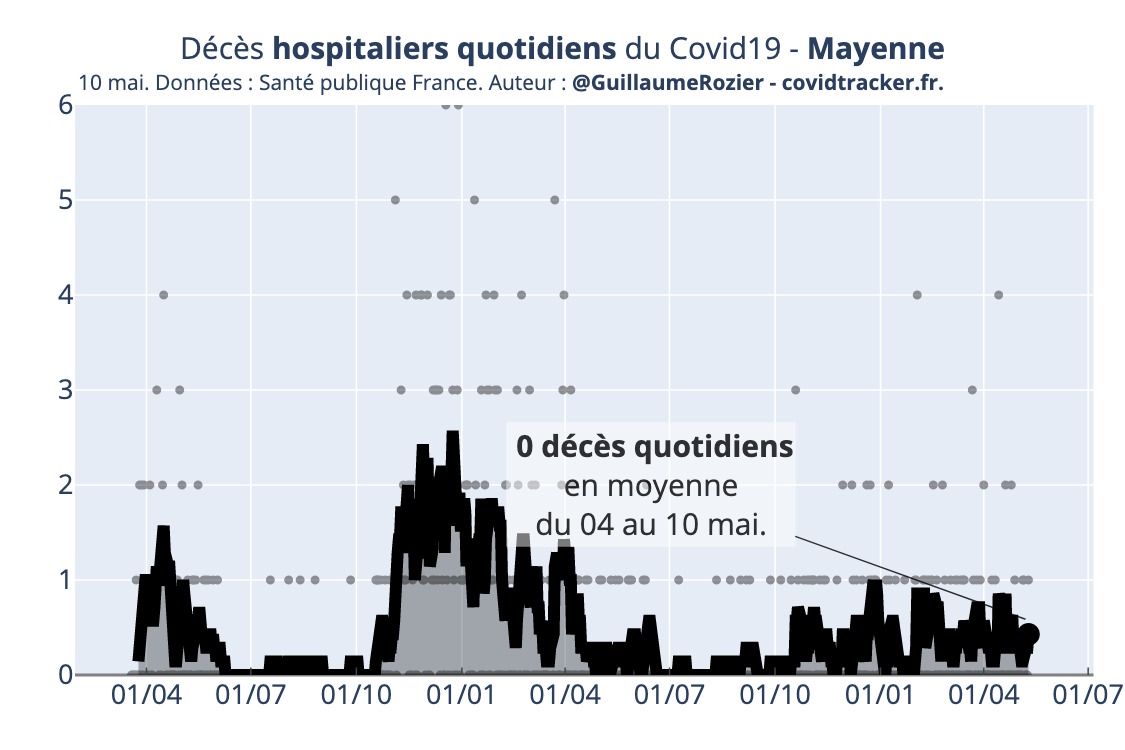 Décès hospitaliers quotidiens du Covid19 - Mayenne
10 mai. Données : Santé publique France. Auteur : @GuillaumeRozier - covidtracker.fr.
6
5
4
3
2
1
0
0 décès quotidiens
en moyenne
du 04 au 10 mai.
01/04 01/07 01/10 01/01 01/04 01/07 01/10 01/01 01/04 01/07